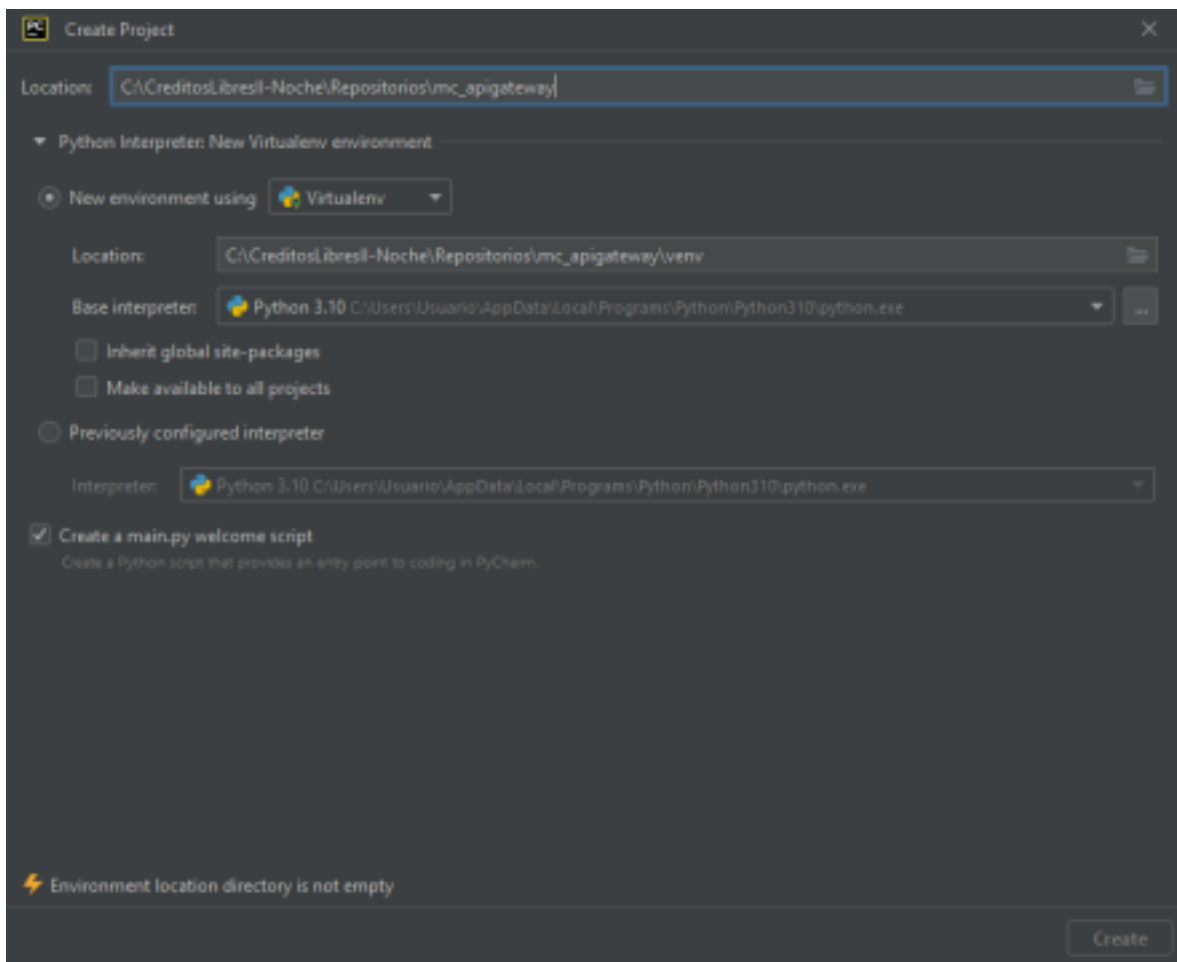 PC Create Project
Location: C:\CreditosLibresII-Noche\Repositorios\mc_apigateway
Python Interpreter: New Virtualenv environment
New environment using Virtualenv
Location: C:\CreditosLibresII-Noche\Repositorios\mc_apigateway\venv
Base interpreter: Python 3.10 C:\Users\Usuario\AppData\Local\Programs\Python\Python310\python.exe ...
Inherit global site-packages
Make available to all projects
Previously configured interpreter
Interpreter: Python 3.10 C:\Users\Usuario\AppData\Local\Programs\Python\Python310\python.exe
Create a main.py welcome script
Create a Python script that provides an entry point to coding in PyCharm.
Environment location directory is not empty
Create